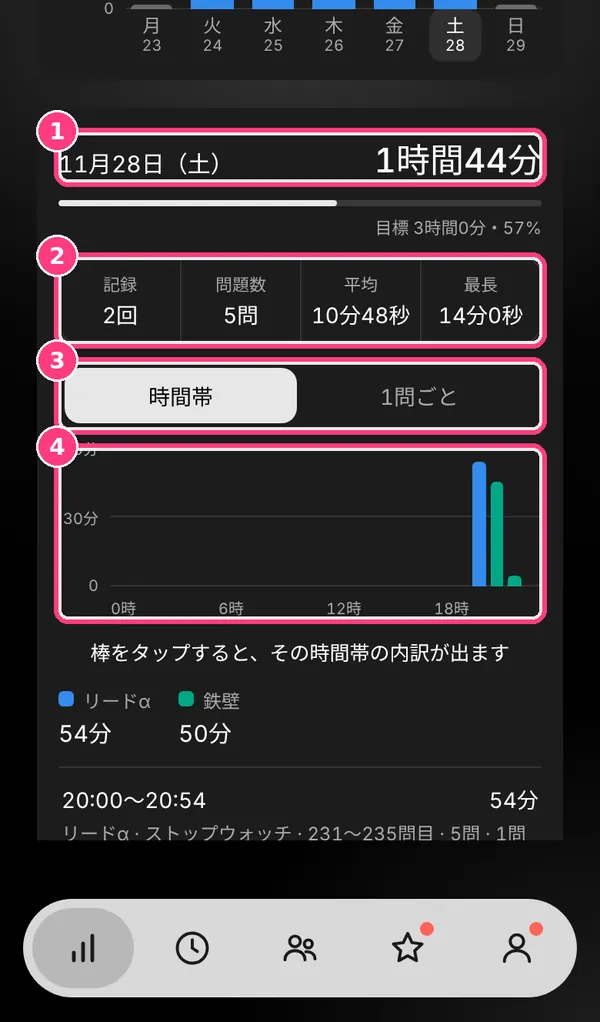 0
月 火 水 木 金 土 日
23 24 25 26 27 28 29
1
11月28日（土） 1時間44分
目標 3時間0分・57%
2
記録 問題数 平均 最長
2回 5問 10分48秒 14分0秒
3
時間帯 1問ごと
4
分
30分
0
0時 6時 12時 18時
棒をタップすると、その時間帯の内訳が出ます
リードα 鉄壁
54分 50分
20:00〜20:54 54分
リードα · ストップウォッチ · 231〜235問目 · 5問 · 1問